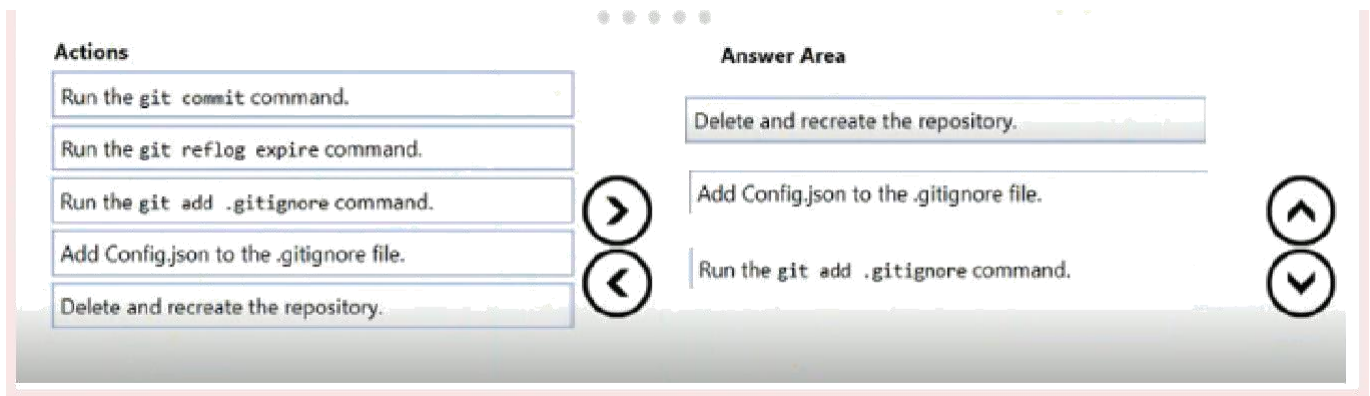 Actions
Run the git commit command.
Run the git reflog expire command.
Run the git add .gitignore command.
Add Config.json to the .gitignore file.
Delete and recreate the repository.
Answer Area
Delete and recreate the repository.
Add Config.json to the .gitignore file.
Run the git add .gitignore command.